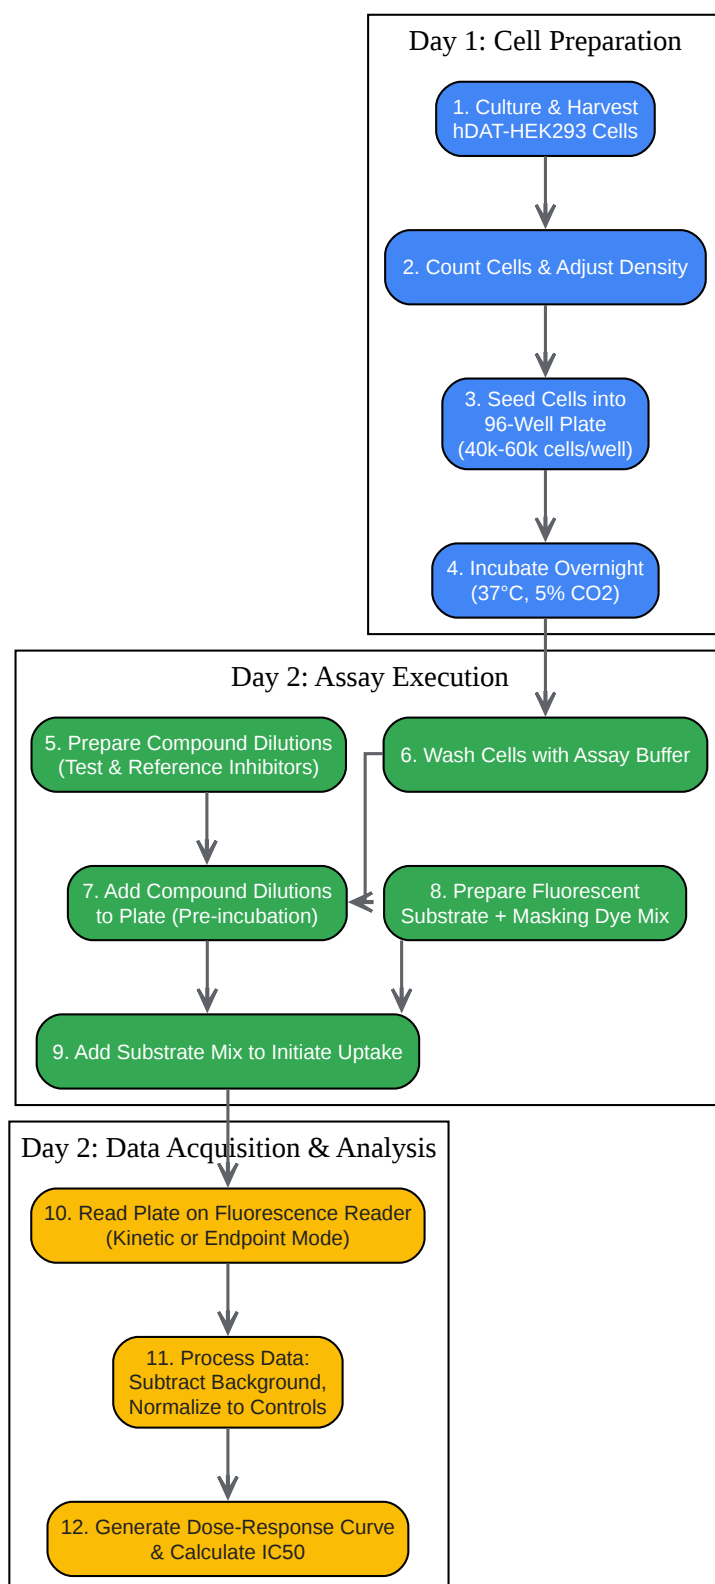 Day 1: Cell Preparation
1. Culture & Harvest
hDAT-HEK293 Cells
2. Count Cells & Adjust Density
3. Seed Cells into
96-Well Plate
(40k-60k cells/well)
4. Incubate Overnight
(37°C, 5% CO2)
Day 2: Assay Execution
5. Prepare Compound Dilutions
(Test & Reference Inhibitors)
6. Wash Cells with Assay Buffer
7. Add Compound Dilutions
to Plate (Pre-incubation)
8. Prepare Fluorescent
Substrate + Masking Dye Mix
9. Add Substrate Mix to Initiate Uptake
Day 2: Data Acquisition & Analysis
10. Read Plate on Fluorescence Reader
(Kinetic or Endpoint Mode)
11. Process Data:
Subtract Background,
Normalize to Controls
12. Generate Dose-Response Curve
& Calculate IC50